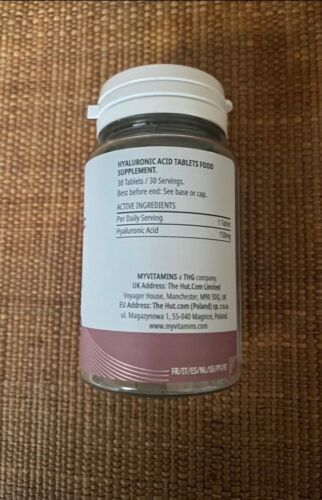 HYALURONIC ACID TABLETS FOOD
SUPPLEMENT.
30 Tablets / 30 Servings.
Best before end: See base or cap.
ACTIVE INGREDIENTS
Per Daily Serving 1 Tablet
Hyaluronic Acid 150mg
MYVITAMINS a THG company.
UK Address: The Hut.Com Limited
Voyager House, Manchester, M90 3DQ, UK
EU Address: The Hut.com (Poland) sp. z o.o.
ul. Magazynowa 1, 55-040 Magnice, Poland.
www.myvitamins.com
FR/IT/ES/NL/SE/PT/